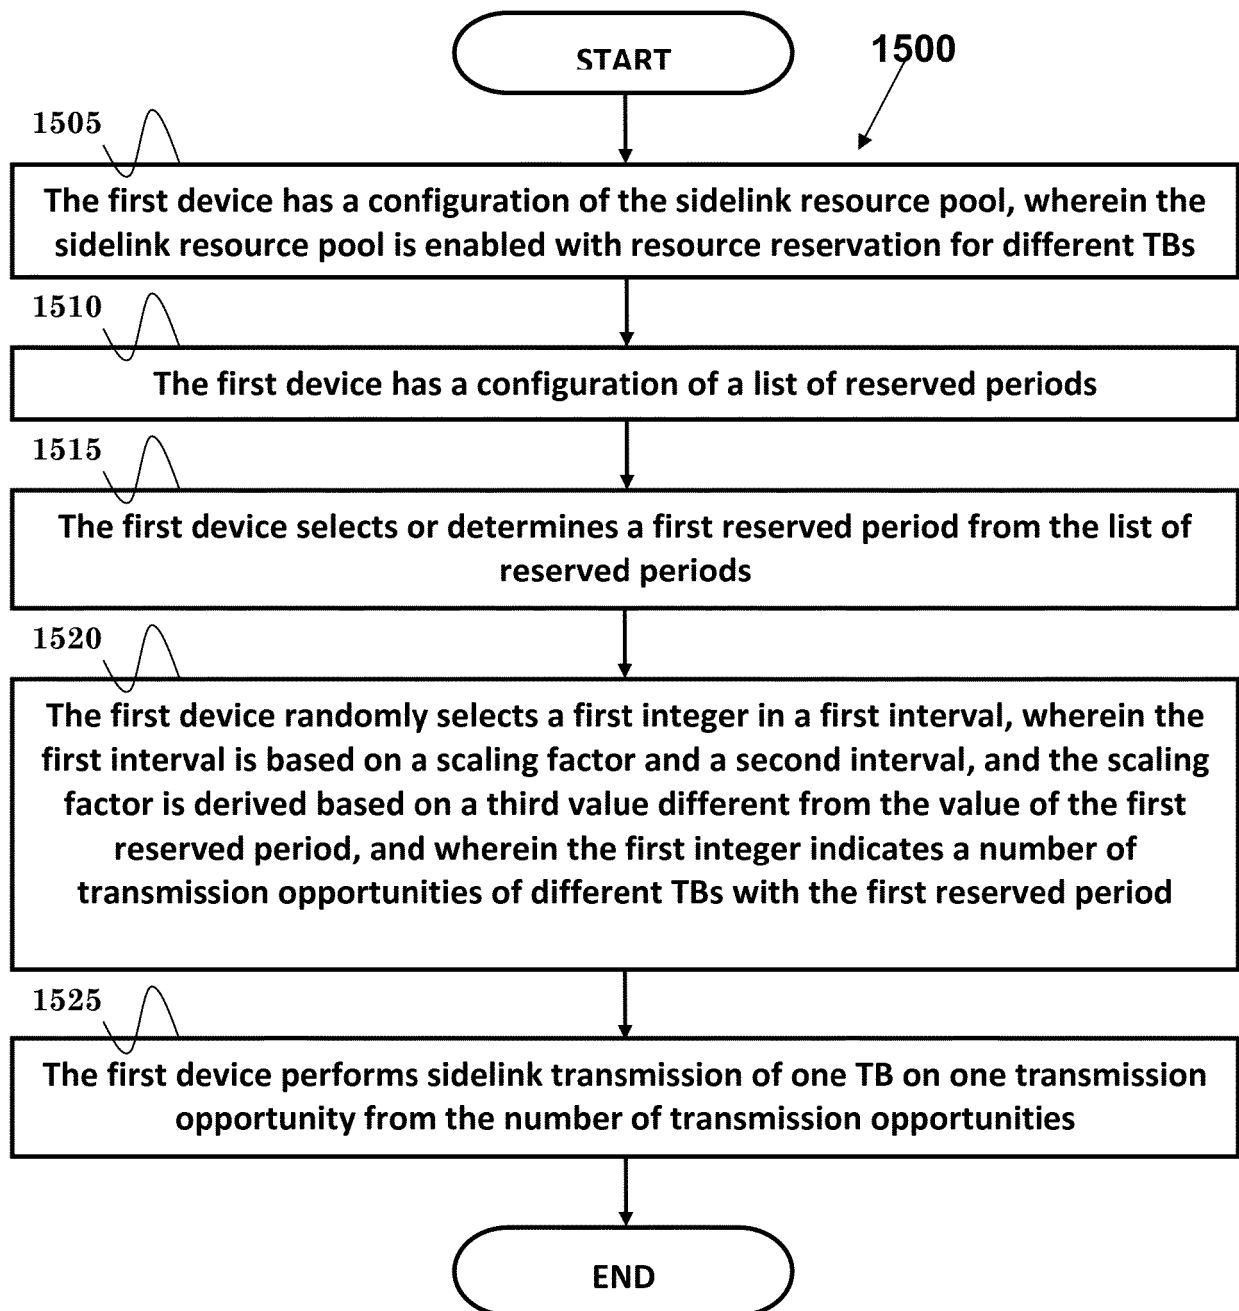 START
1500
1505
The first device has a configuration of the sidelink resource pool, wherein the
sidelink resource pool is enabled with resource reservation for different TBs
1510
The first device has a configuration of a list of reserved periods
1515
The first device selects or determines a first reserved period from the list of
reserved periods
1520
The first device randomly selects a first integer in a first interval, wherein the
first interval is based on a scaling factor and a second interval, and the scaling
factor is derived based on a third value different from the value of the first
reserved period, and wherein the first integer indicates a number of
transmission opportunities of different TBs with the first reserved period
1525
The first device performs sidelink transmission of one TB on one transmission
opportunity from the number of transmission opportunities
END